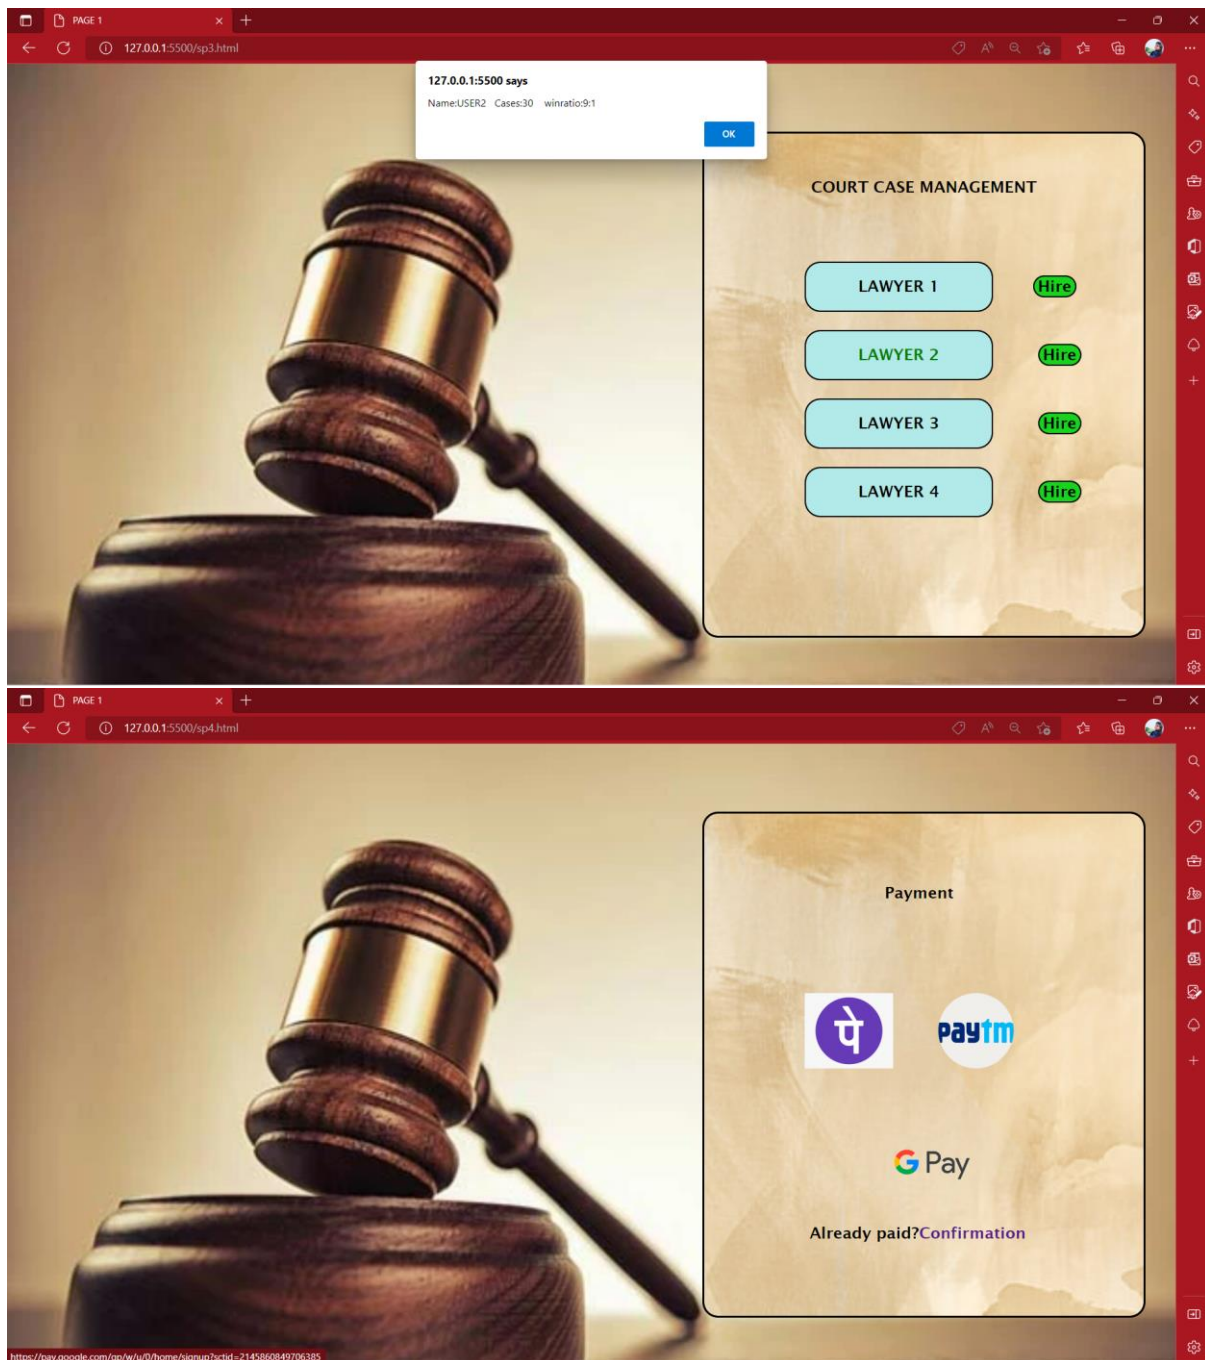 PAGE 1
127.0.0.1:5500/sp3.html
127.0.0.1:5500 says
Name:USER2 Cases:30 winratio:9:1
OK
COURT CASE MANAGEMENT
LAWYER 1 Hire
LAWYER 2 Hire
LAWYER 3 Hire
LAWYER 4 Hire
PAGE 1
127.0.0.1:5500/sp4.html
Payment
पे
paytm
G Pay
Already paid?Confirmation
https://pay.google.com/gp/w/u/0/home/signup?sctid=2145860849706385